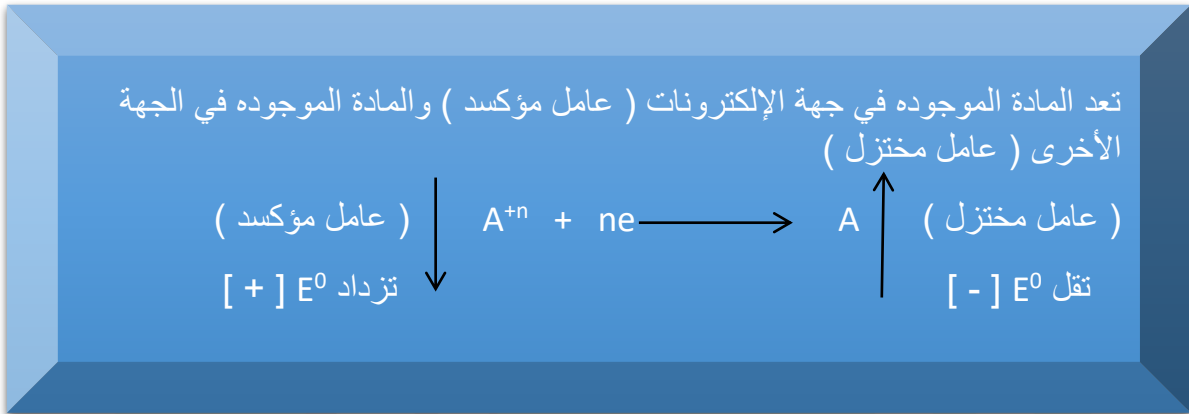 تعد المادة الموجوده في جهة الإلكترونات ( عامل مؤكسد ) والمادة الموجوده في الجهة
الأخرى ( عامل مختزل )
( عامل مؤكسد ) A⁺ⁿ + ne ⟶ A ( عامل مختزل )
تزداد E⁰ [ + ] تقل E⁰ [ - ]